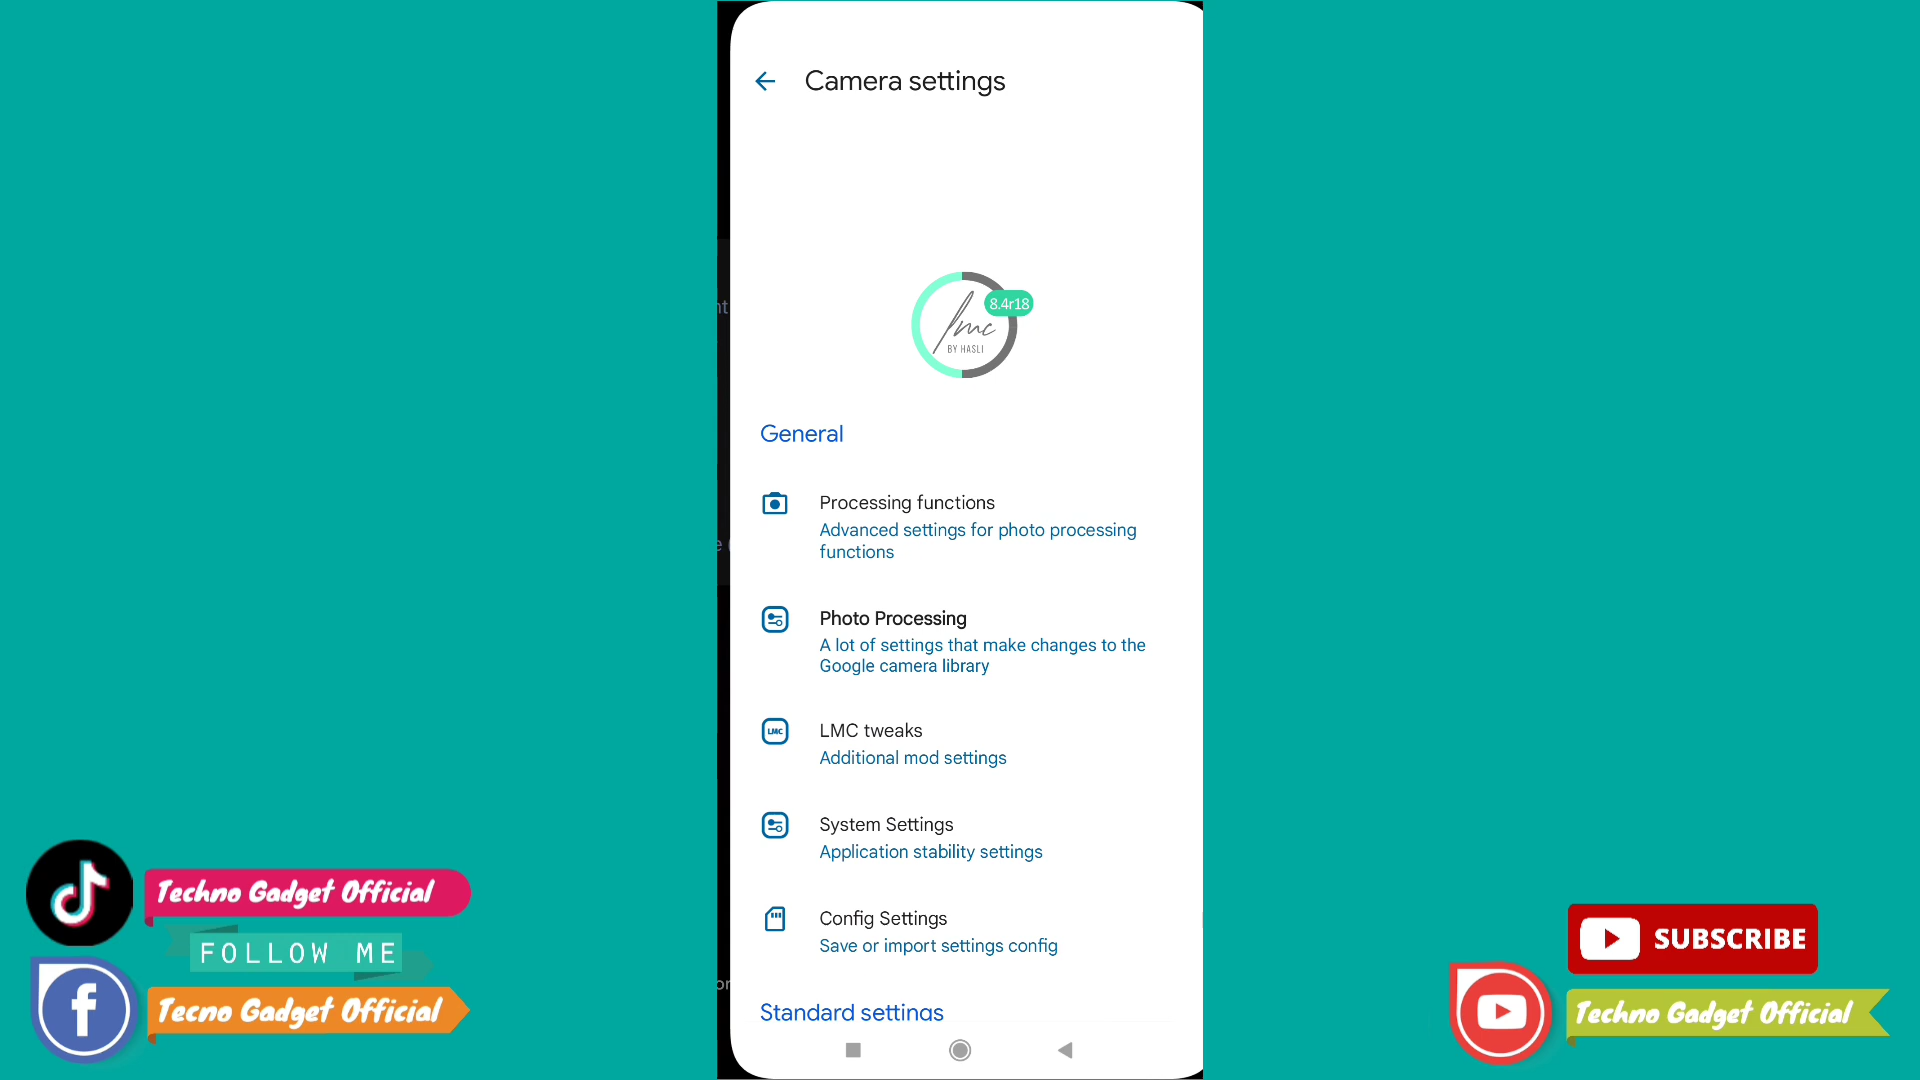 Camera settings
8.4r18
lmc
BY HASLI
General
Processing functions
Advanced settings for photo processing
functions
Photo Processing
A lot of settings that make changes to the
Google camera library
LMC
LMC tweaks
Additional mod settings
System Settings
Application stability settings
Config Settings
Save or import settings config
Standard settings
Techno Gadget Official
FOLLOW ME
Tecno Gadget Official
SUBSCRIBE
Techno Gadget Official